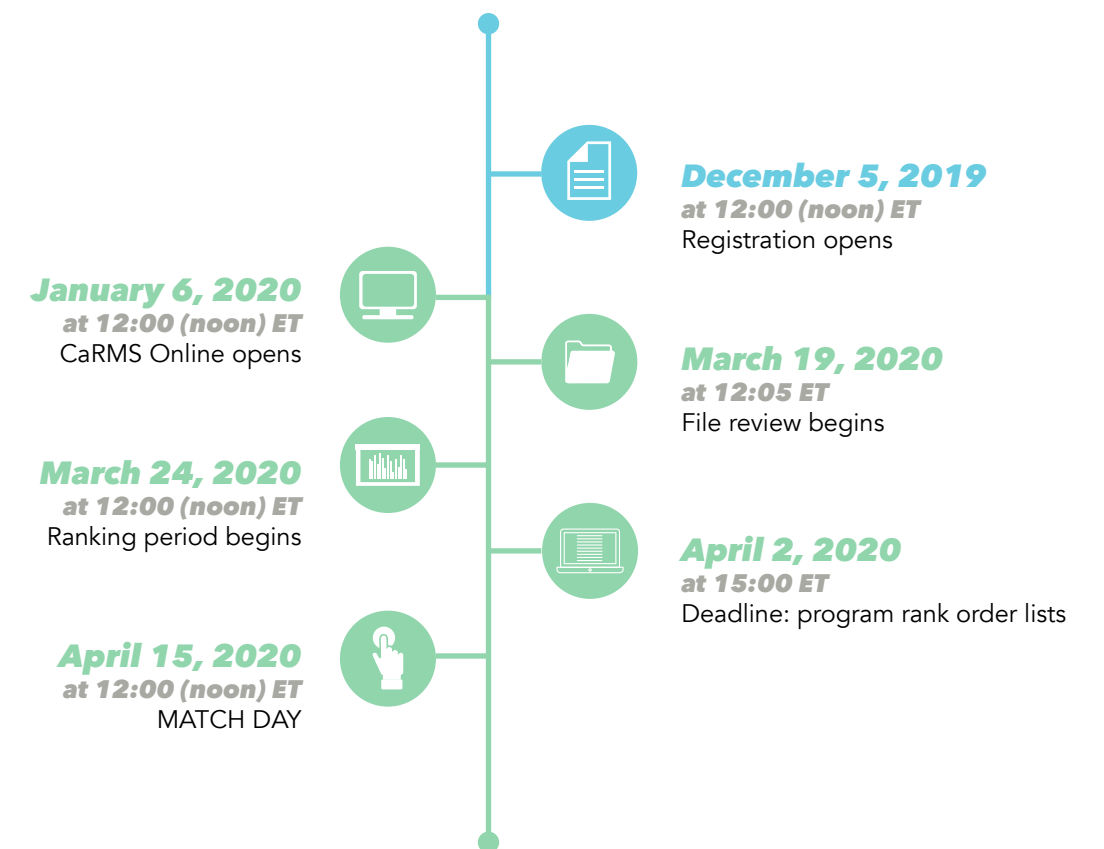 December 5, 2019
at 12:00 (noon) ET
Registration opens
January 6, 2020
at 12:00 (noon) ET
CaRMS Online opens
March 19, 2020
at 12:05 ET
File review begins
March 24, 2020
at 12:00 (noon) ET
Ranking period begins
April 2, 2020
at 15:00 ET
Deadline: program rank order lists
April 15, 2020
at 12:00 (noon) ET
MATCH DAY